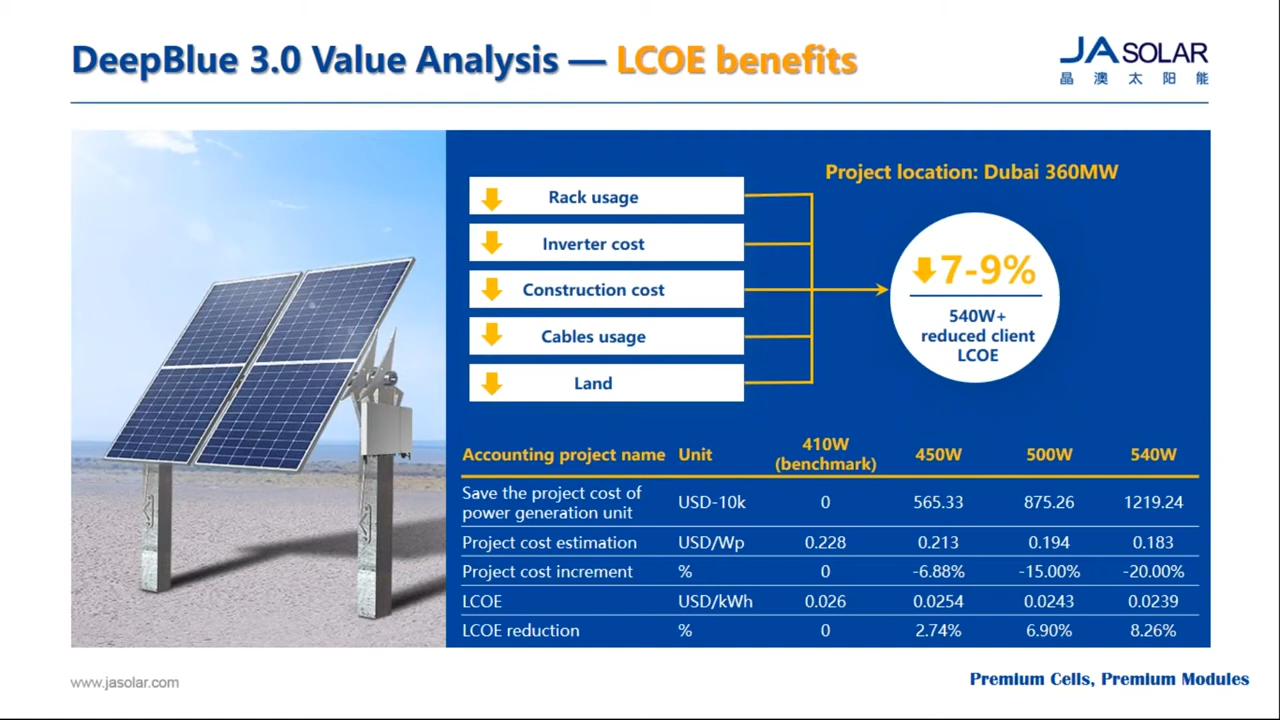 DeepBlue 3.0 Value Analysis — LCOE benefits
JA SOLAR
晶澳太阳能
Project location: Dubai 360MW
Rack usage
Inverter cost
Construction cost
Cables usage
Land
7-9%
540W+
reduced client
LCOE
Accounting project name Unit 410W (benchmark) 450W 500W 540W
Save the project cost of
power generation unit USD-10k 0 565.33 875.26 1219.24
Project cost estimation USD/Wp 0.228 0.213 0.194 0.183
Project cost increment % 0 -6.88% -15.00% -20.00%
LCOE USD/kWh 0.026 0.0254 0.0243 0.0239
LCOE reduction % 0 2.74% 6.90% 8.26%
www.jasolar.com
Premium Cells, Premium Modules